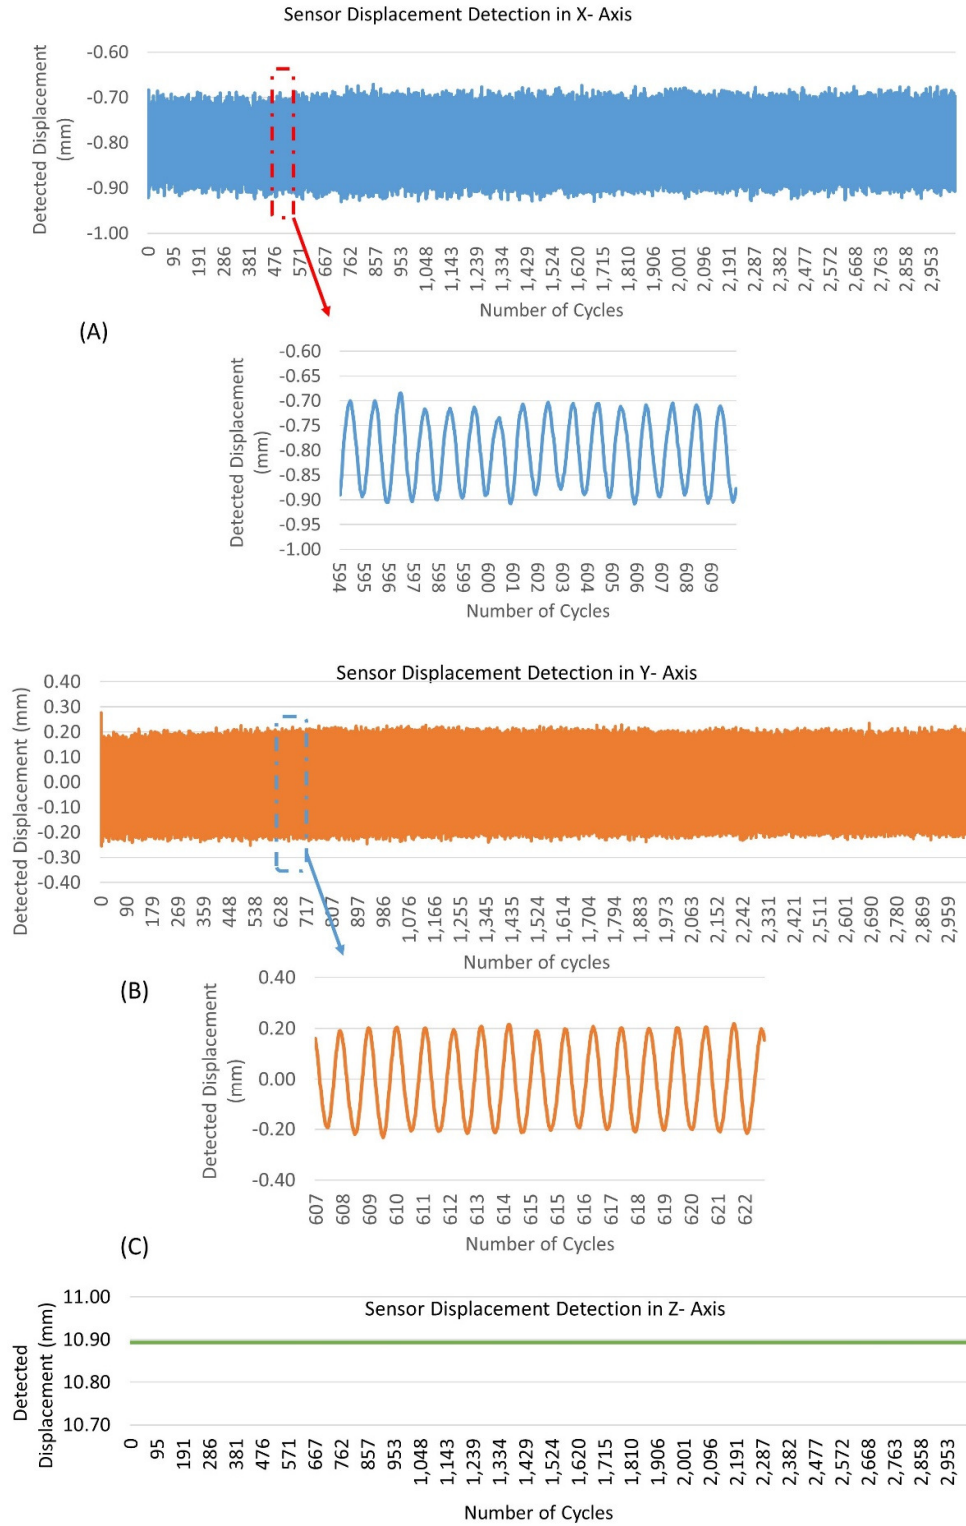 Sensor Displacement Detection in X- Axis
Detected Displacement
(mm)
-0.60
-0.70
-0.80
-0.90
-1.00
0 95 191 286 381 476 571 667 762 857 953 1,048 1,143 1,239 1,334 1,429 1,524 1,620 1,715 1,810 1,906 2,001 2,096 2,191 2,287 2,382 2,477 2,572 2,668 2,763 2,858 2,953
Number of Cycles
(A)
Detected Displacement
(mm)
-0.60
-0.65
-0.70
-0.75
-0.80
-0.85
-0.90
-0.95
-1.00
594 595 596 597 598 599 600 601 602 603 604 605 606 607 608 609
Number of Cycles
Sensor Displacement Detection in Y- Axis
Detected Displacement (mm)
0.40
0.30
0.20
0.10
0.00
-0.10
-0.20
-0.30
-0.40
0 90 179 269 359 448 538 628 717 807 897 986 1,076 1,166 1,255 1,345 1,435 1,524 1,614 1,704 1,794 1,883 1,973 2,063 2,152 2,242 2,331 2,421 2,511 2,601 2,690 2,780 2,869 2,959
Number of cycles
(B)
Detected Displacement
(mm)
0.40
0.20
0.00
-0.20
-0.40
607 608 609 610 611 612 613 614 615 615 616 617 618 619 620 621 622
Number of Cycles
(C)
Sensor Displacement Detection in Z- Axis
Detected
Displacement (mm)
11.00
10.90
10.80
10.70
0 95 191 286 381 476 571 667 762 857 953 1,048 1,143 1,239 1,334 1,429 1,524 1,620 1,715 1,810 1,906 2,001 2,096 2,191 2,287 2,382 2,477 2,572 2,668 2,763 2,858 2,953
Number of Cycles